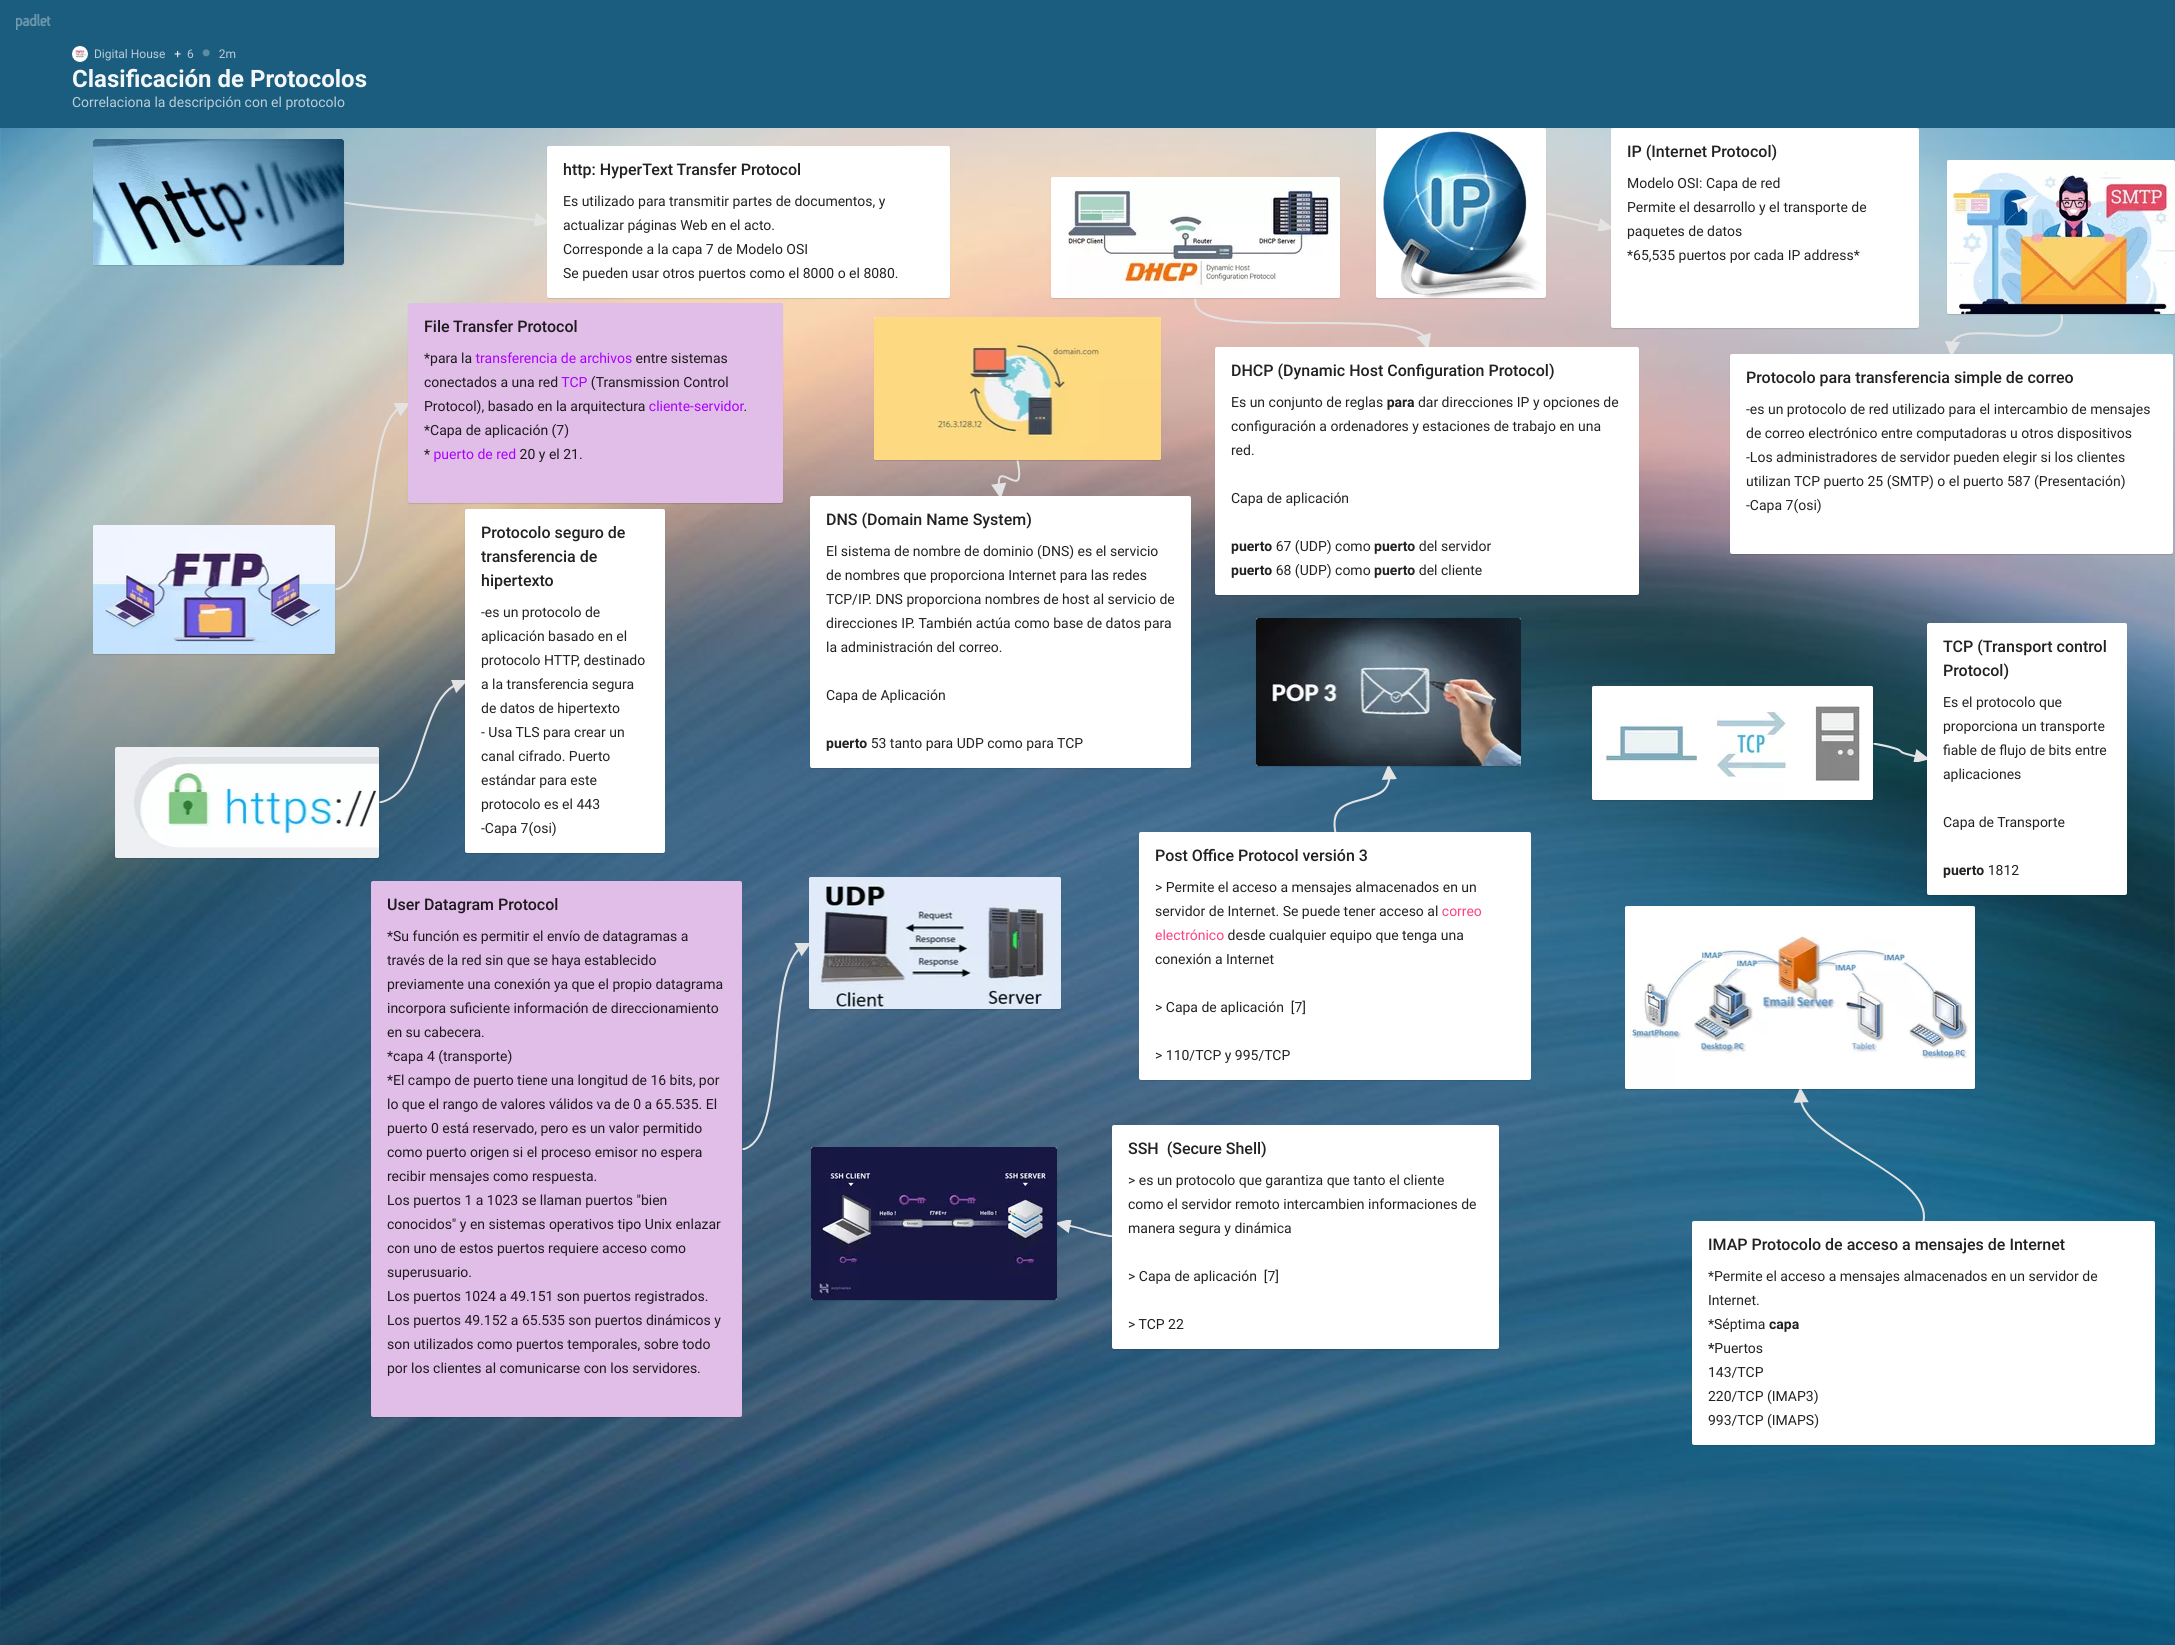 padlet
Digital House + 6 2m
Clasificación de Protocolos
Correlaciona la descripción con el protocolo
http://www
http: HyperText Transfer Protocol
Es utilizado para transmitir partes de documentos, y
actualizar páginas Web en el acto.
Corresponde a la capa 7 de Modelo OSI
Se pueden usar otros puertos como el 8000 o el 8080.
DHCP Client
Router
DHCP Server
DHCP
Dynamic Host
Configuration Protocol
IP
IP (Internet Protocol)
Modelo OSI: Capa de red
Permite el desarrollo y el transporte de
paquetes de datos
*65,535 puertos por cada IP address*
SMTP
File Transfer Protocol
*para la transferencia de archivos entre sistemas
conectados a una red TCP (Transmission Control
Protocol), basado en la arquitectura cliente-servidor.
*Capa de aplicación (7)
* puerto de red 20 y el 21.
domain.com
216.3.128.12
DHCP (Dynamic Host Configuration Protocol)
Es un conjunto de reglas para dar direcciones IP y opciones de
configuración a ordenadores y estaciones de trabajo en una
red.
Capa de aplicación
puerto 67 (UDP) como puerto del servidor
puerto 68 (UDP) como puerto del cliente
Protocolo para transferencia simple de correo
-es un protocolo de red utilizado para el intercambio de mensajes
de correo electrónico entre computadoras u otros dispositivos
-Los administradores de servidor pueden elegir si los clientes
utilizan TCP puerto 25 (SMTP) o el puerto 587 (Presentación)
-Capa 7(osi)
FTP
Protocolo seguro de
transferencia de
hipertexto
-es un protocolo de
aplicación basado en el
protocolo HTTP, destinado
a la transferencia segura
de datos de hipertexto
- Usa TLS para crear un
canal cifrado. Puerto
estándar para este
protocolo es el 443
-Capa 7(osi)
DNS (Domain Name System)
El sistema de nombre de dominio (DNS) es el servicio
de nombres que proporciona Internet para las redes
TCP/IP. DNS proporciona nombres de host al servicio de
direcciones IP. También actúa como base de datos para
la administración del correo.
Capa de Aplicación
puerto 53 tanto para UDP como para TCP
POP 3
TCP
TCP (Transport control
Protocol)
Es el protocolo que
proporciona un transporte
fiable de flujo de bits entre
aplicaciones
Capa de Transporte
puerto 1812
https://
Post Office Protocol versión 3
> Permite el acceso a mensajes almacenados en un
servidor de Internet. Se puede tener acceso al correo
electrónico desde cualquier equipo que tenga una
conexión a Internet
> Capa de aplicación [7]
> 110/TCP y 995/TCP
User Datagram Protocol
*Su función es permitir el envío de datagramas a
través de la red sin que se haya establecido
previamente una conexión ya que el propio datagrama
incorpora suficiente información de direccionamiento
en su cabecera.
*capa 4 (transporte)
*El campo de puerto tiene una longitud de 16 bits, por
lo que el rango de valores válidos va de 0 a 65.535. El
puerto 0 está reservado, pero es un valor permitido
como puerto origen si el proceso emisor no espera
recibir mensajes como respuesta.
Los puertos 1 a 1023 se llaman puertos "bien
conocidos" y en sistemas operativos tipo Unix enlazar
con uno de estos puertos requiere acceso como
superusuario.
Los puertos 1024 a 49.151 son puertos registrados.
Los puertos 49.152 a 65.535 son puertos dinámicos y
son utilizados como puertos temporales, sobre todo
por los clientes al comunicarse con los servidores.
UDP
Request
Response
Response
Client
Server
IMAP
IMAP
IMAP
IMAP
Email Server
SmartPhone
Desktop PC
Tablet
Desktop PC
SSH CLIENT
SSH SERVER
Hello !
f7#E+r
Hello !
SSH (Secure Shell)
> es un protocolo que garantiza que tanto el cliente
como el servidor remoto intercambien informaciones de
manera segura y dinámica
> Capa de aplicación [7]
> TCP 22
IMAP Protocolo de acceso a mensajes de Internet
*Permite el acceso a mensajes almacenados en un servidor de
Internet.
*Séptima capa
*Puertos
143/TCP
220/TCP (IMAP3)
993/TCP (IMAPS)